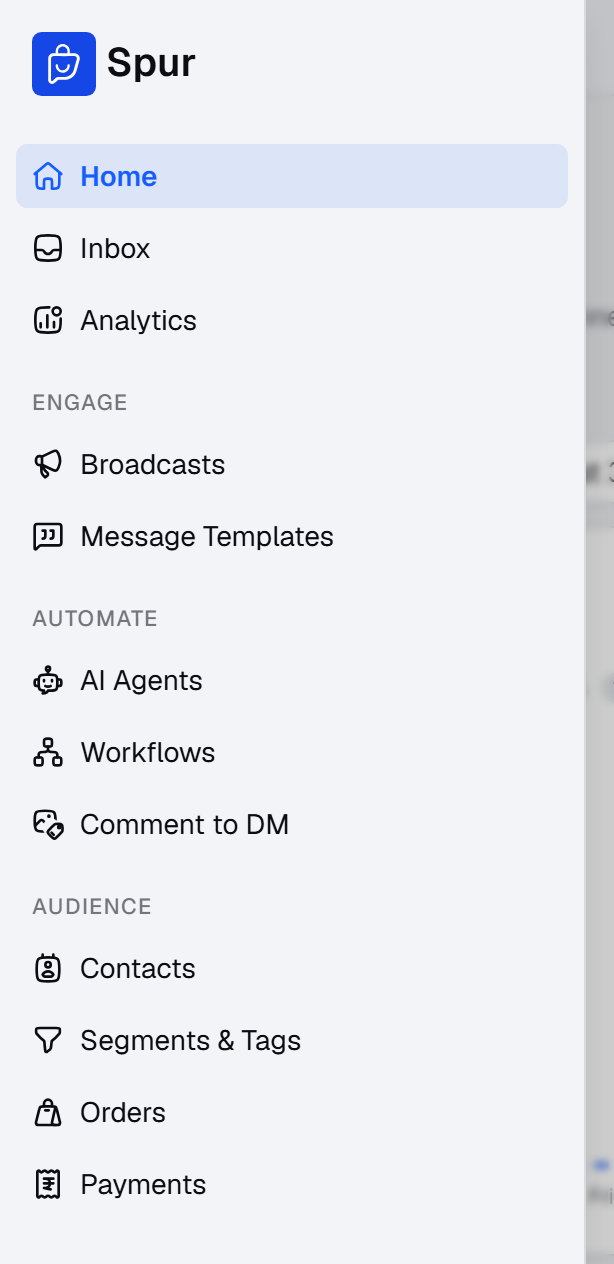 Spur
Home
Inbox
Analytics
ENGAGE
Broadcasts
Message Templates
AUTOMATE
AI Agents
Workflows
Comment to DM
AUDIENCE
Contacts
Segments & Tags
Orders
Payments